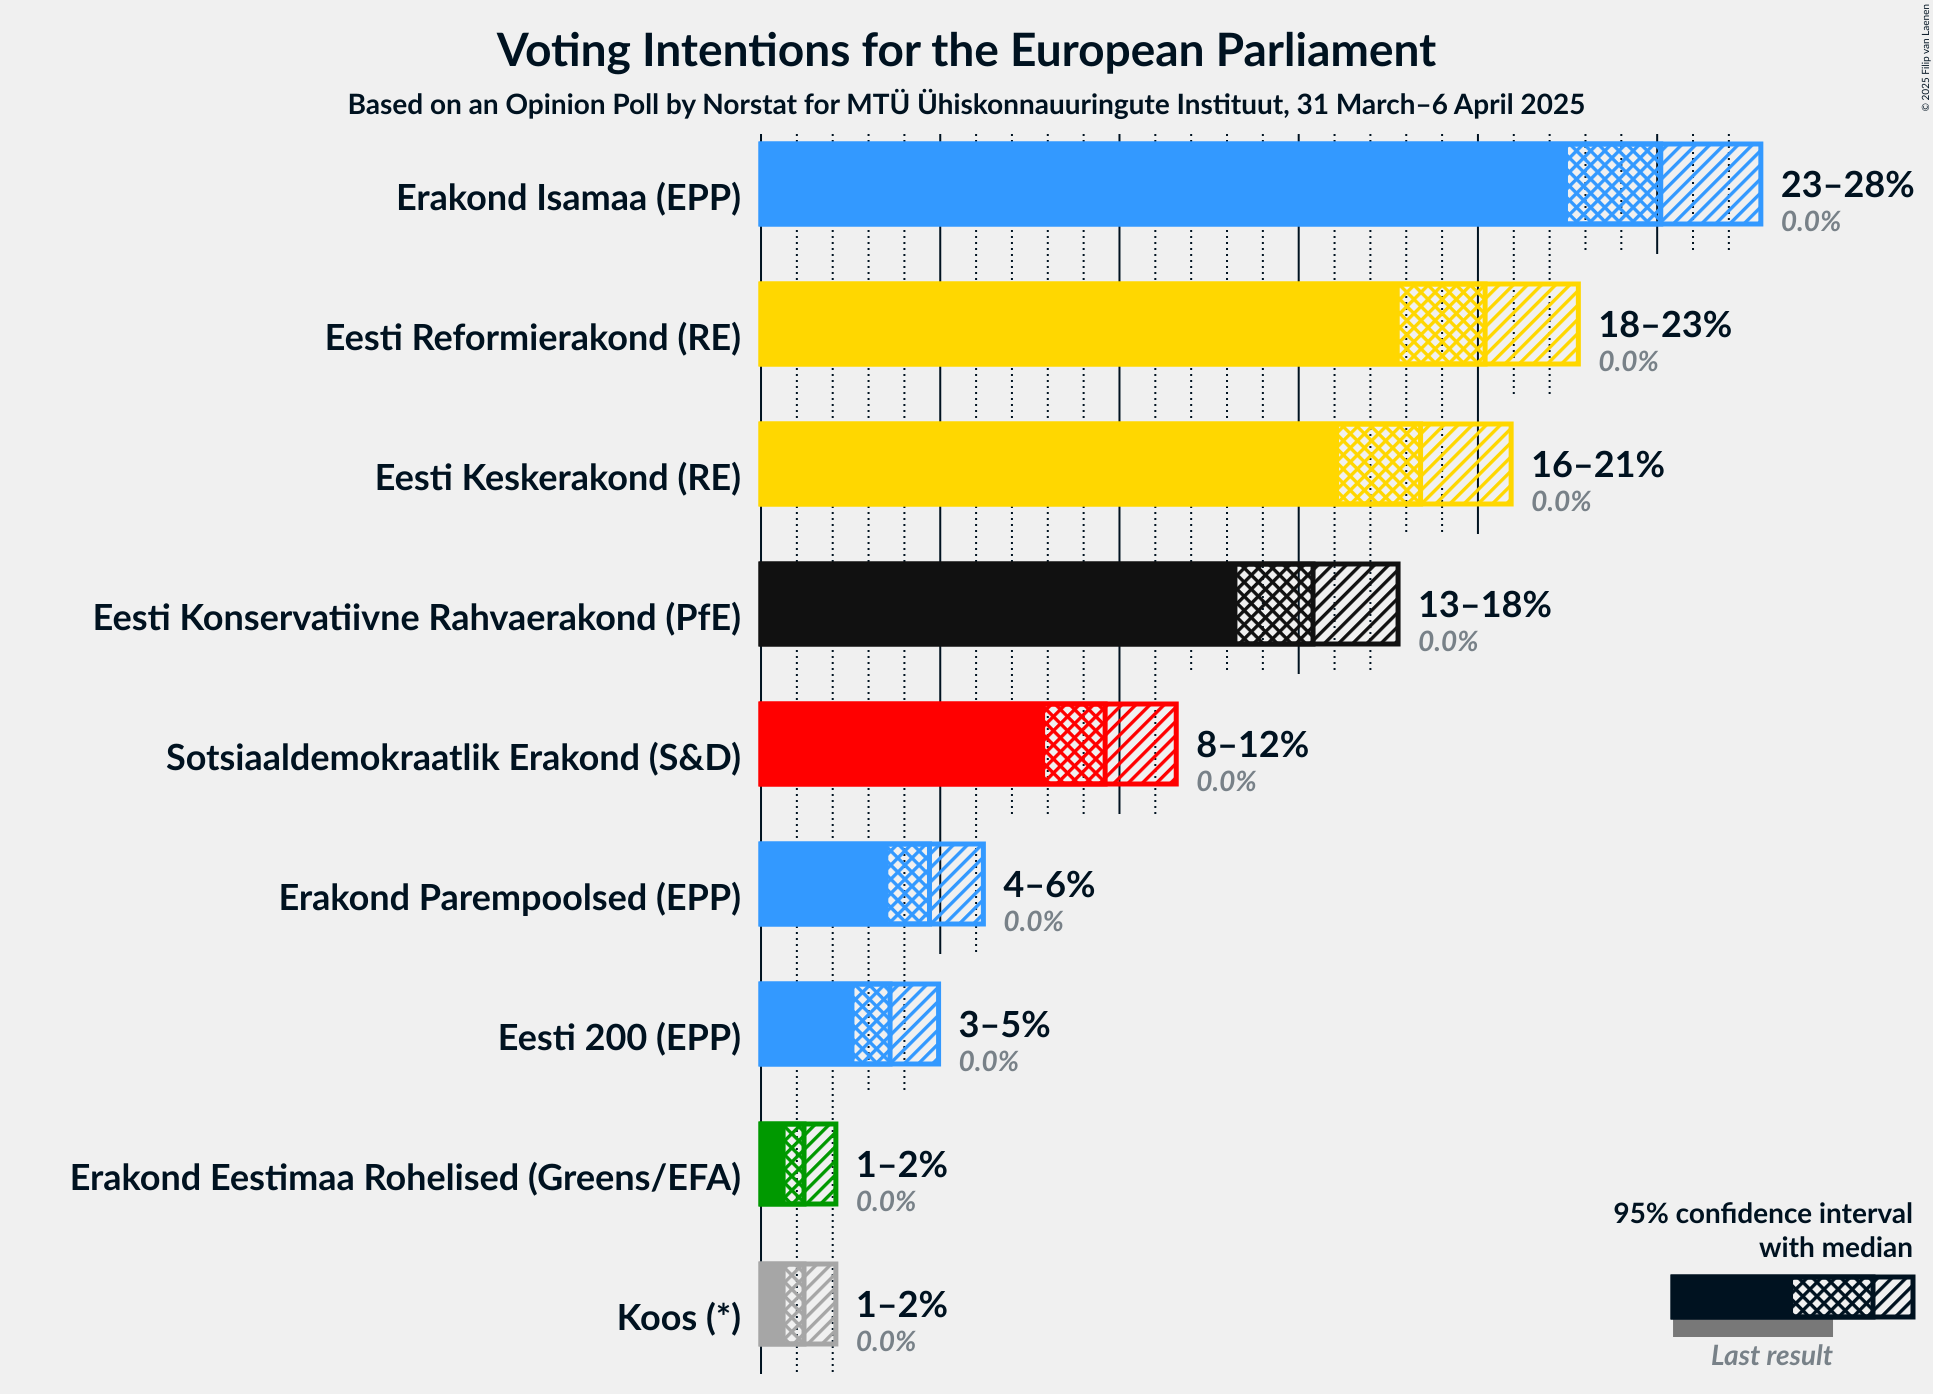 Voting Intentions for the European Parliament
Based on an Opinion Poll by Norstat for MTÜ Ühiskonnauuringute Instituut, 31 March–6 April 2025
© 2025 Filip van Laenen
Erakond Isamaa (EPP)
23–28%
0.0%
Eesti Reformierakond (RE)
18–23%
0.0%
Eesti Keskerakond (RE)
16–21%
0.0%
Eesti Konservatiivne Rahvaerakond (PfE)
13–18%
0.0%
Sotsiaaldemokraatlik Erakond (S&D)
8–12%
0.0%
Erakond Parempoolsed (EPP)
4–6%
0.0%
Eesti 200 (EPP)
3–5%
0.0%
Erakond Eestimaa Rohelised (Greens/EFA)
1–2%
0.0%
Koos (*)
1–2%
0.0%
95% confidence interval
with median
Last result